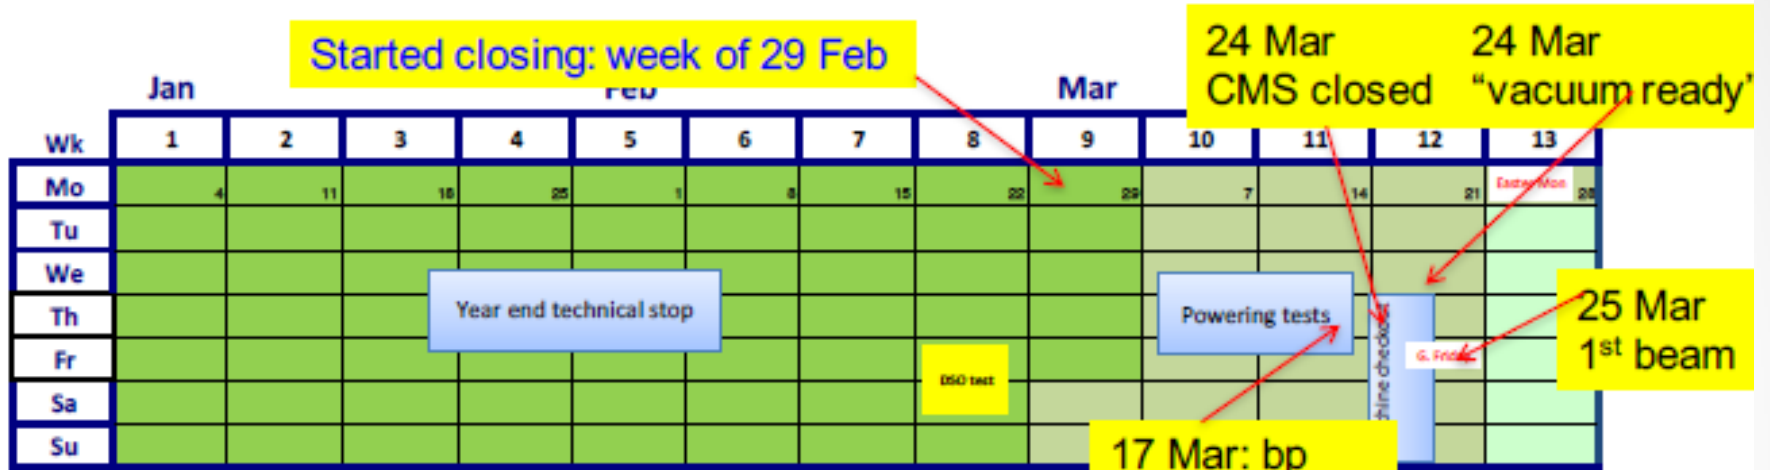 Started closing: week of 29 Feb
24 Mar
CMS closed
24 Mar
"vacuum ready"
Jan Feb Mar
Wk 1 2 3 4 5 6 7 8 9 10 11 12 13
Mo 4 11 18 25 1 8 15 22 29 7 14 21 Easter Mon 28
Tu
We
Th
Fr
Sa
Su
Year end technical stop
DSO test
Powering tests
G. Friday
25 Mar
1st beam
17 Mar: bp